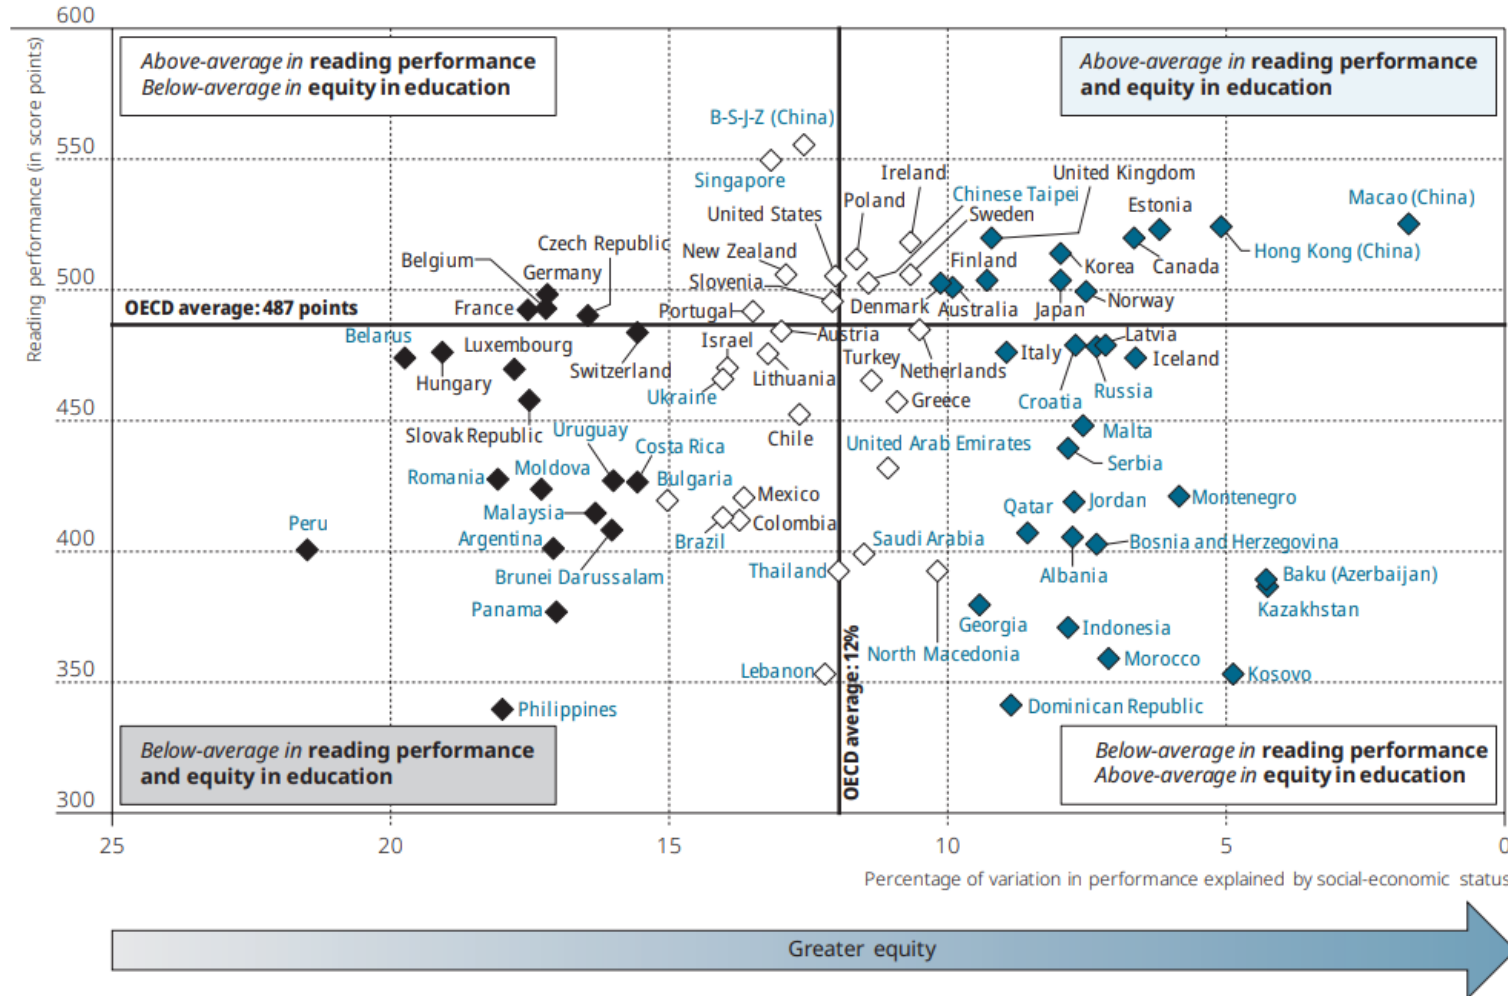 600
Above-average in reading performance
Below-average in equity in education
Above-average in reading performance
and equity in education
Reading performance (in score points)
B-S-J-Z (China)
550
Singapore
Ireland
United Kingdom
Chinese Taipei
Poland
Sweden
Estonia
Macao (China)
United States
New Zealand
Czech Republic
Belgium
Germany
Slovenia
Finland
Korea
Canada
Hong Kong (China)
500
OECD average: 487 points
France
Portugal
Denmark
Australia
Japan
Norway
Belarus
Luxembourg
Hungary
Switzerland
Israel
Austria
Lithuania
Ukraine
Turkey
Netherlands
Italy
Latvia
Iceland
Croatia
Russia
Greece
450
Slovak Republic
Uruguay
Costa Rica
Chile
United Arab Emirates
Malta
Serbia
Romania
Moldova
Bulgaria
Mexico
Malaysia
Colombia
Brazil
Qatar
Jordan
Montenegro
Peru
Argentina
400
Saudi Arabia
Bosnia and Herzegovina
Brunei Darussalam
Thailand
Albania
Baku (Azerbaijan)
Kazakhstan
Panama
Georgia
Indonesia
North Macedonia
Morocco
350
Lebanon
Kosovo
Philippines
Dominican Republic
OECD average: 12%
Below-average in reading performance
and equity in education
Below-average in reading performance
Above-average in equity in education
300
25
20
15
10
5
0
Percentage of variation in performance explained by social-economic status
Greater equity